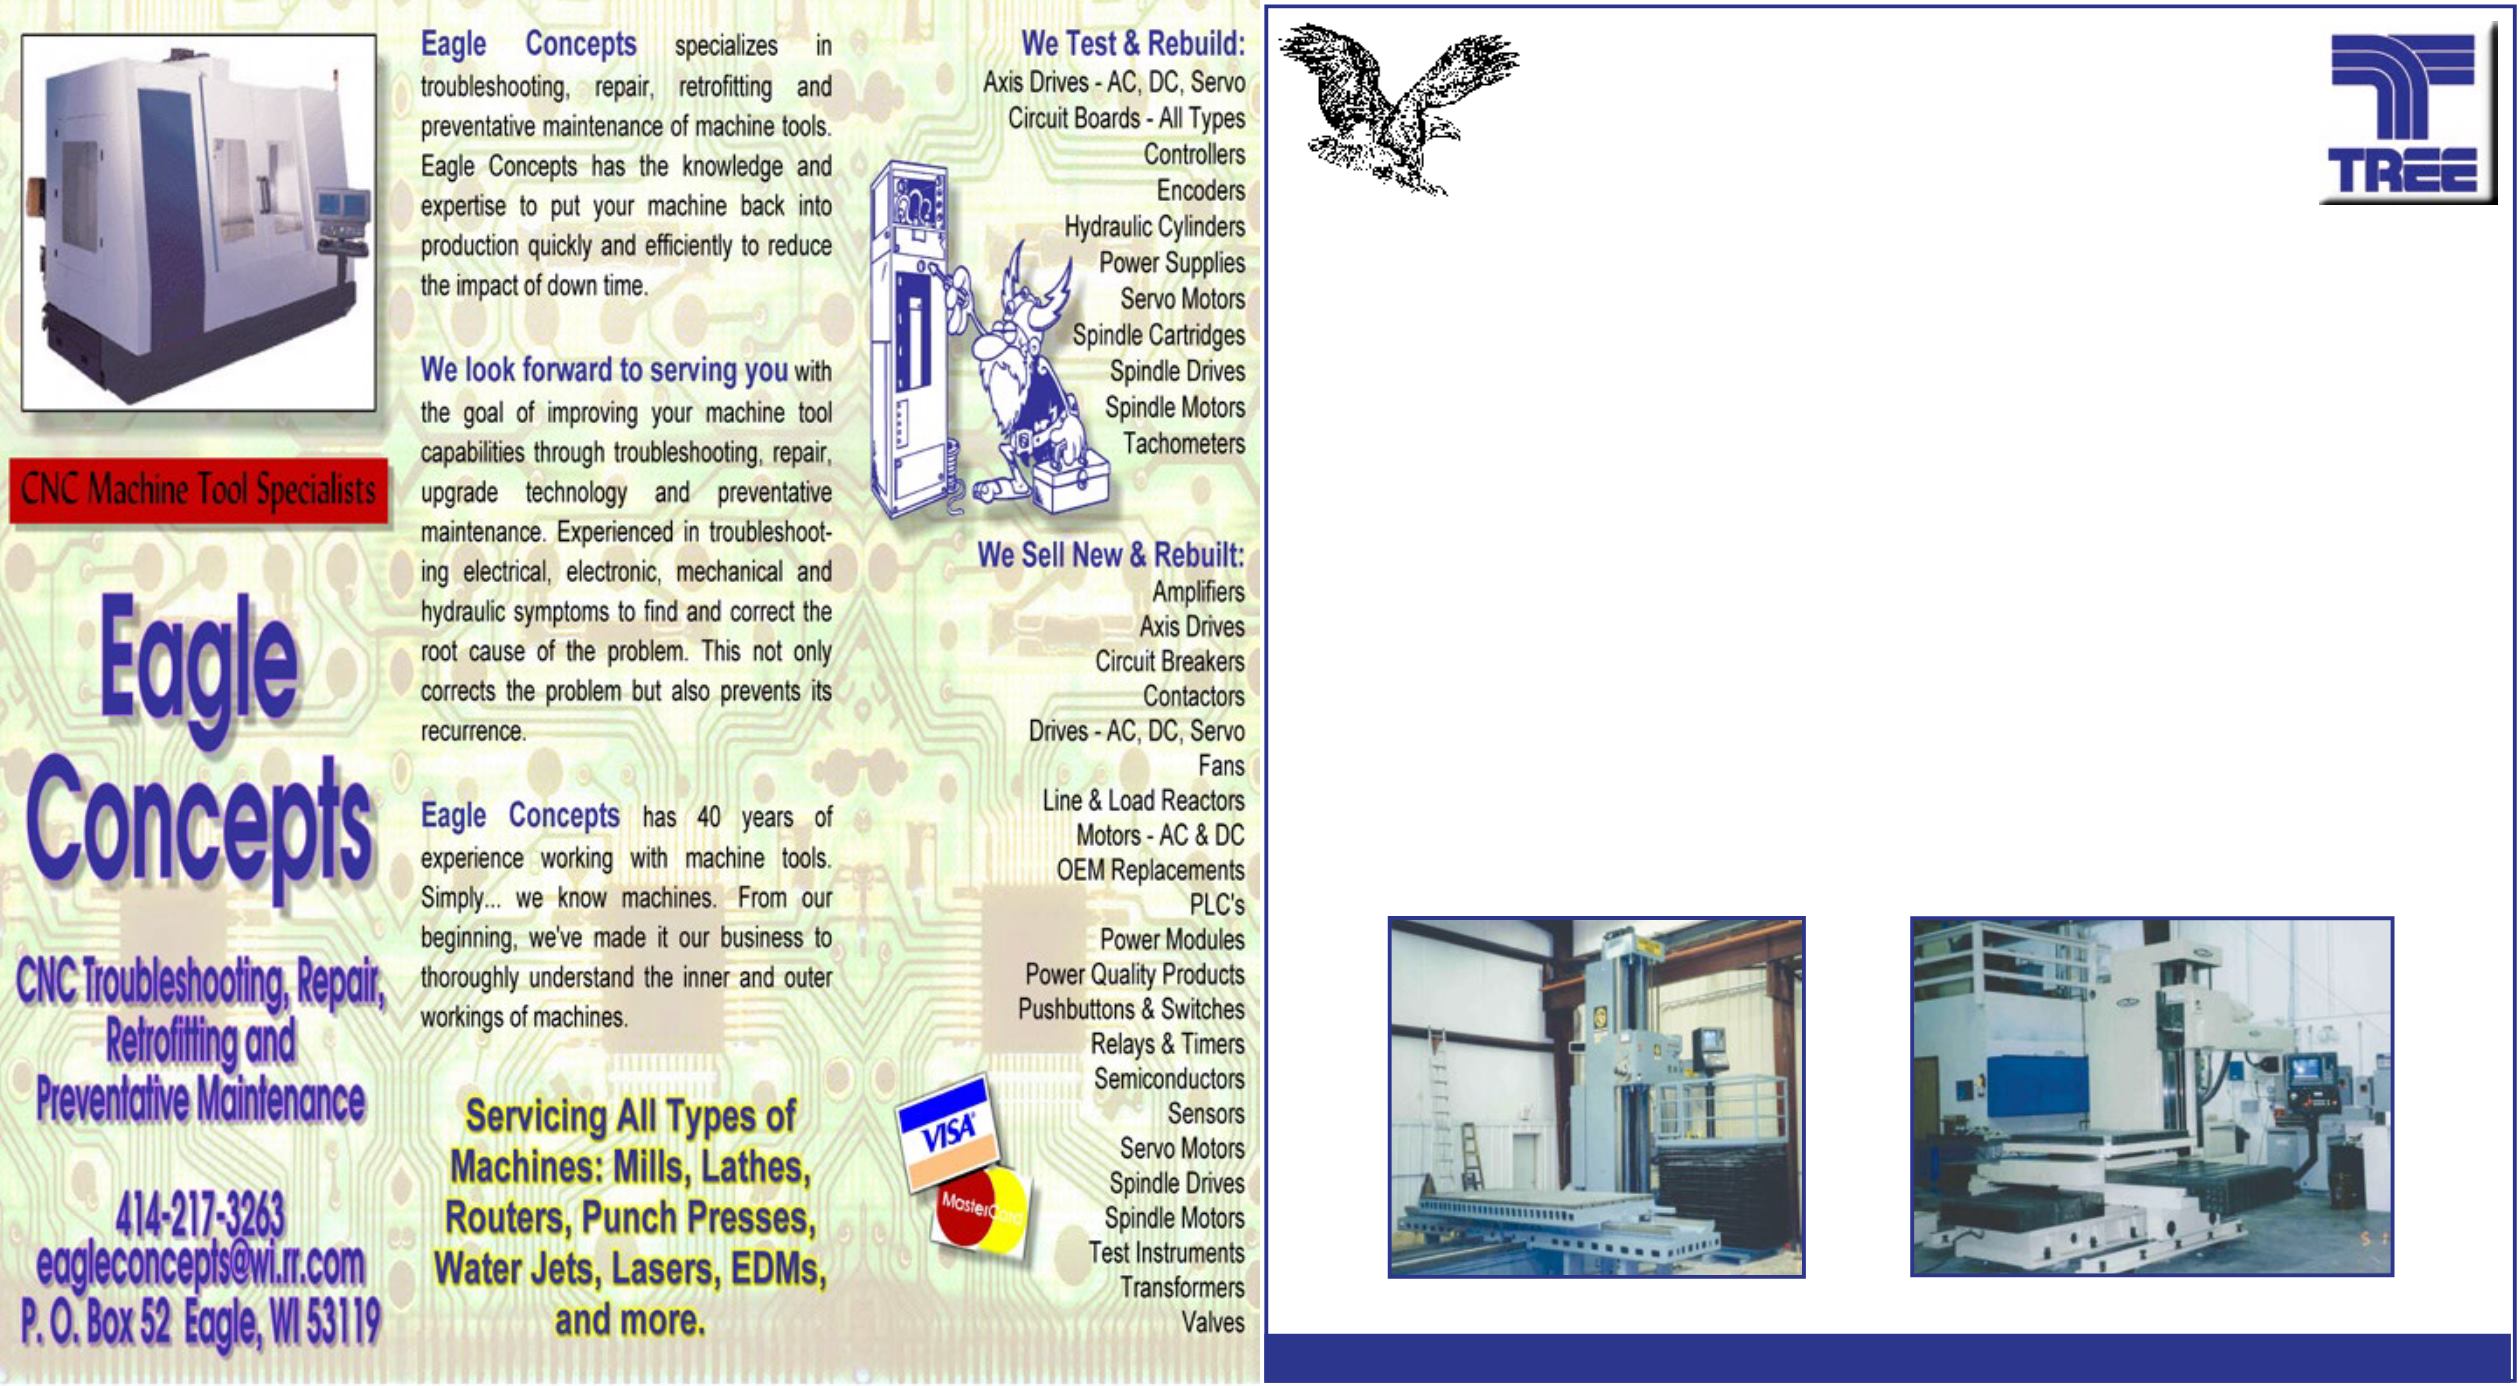 CNC Machine Tool Specialists
Eagle
Concepts
CNC Troubleshooting, Repair,
Retrofitting and
Preventative Maintenance
414-217-3263
eagleconcepts@wi.rr.com
P. O. Box 52 Eagle, WI 53119
Eagle Concepts specializes in
troubleshooting, repair, retrofitting and
preventative maintenance of machine tools.
Eagle Concepts has the knowledge and
expertise to put your machine back into
production quickly and efficiently to reduce
the impact of down time.
We look forward to serving you with
the goal of improving your machine tool
capabilities through troubleshooting, repair,
upgrade technology and preventative
maintenance. Experienced in troubleshoot-
ing electrical, electronic, mechanical and
hydraulic symptoms to find and correct the
root cause of the problem. This not only
corrects the problem but also prevents its
recurrence.
Eagle Concepts has 40 years of
experience working with machine tools.
Simply... we know machines. From our
beginning, we've made it our business to
thoroughly understand the inner and outer
workings of machines.
Servicing All Types of
Machines: Mills, Lathes,
Routers, Punch Presses,
Water Jets, Lasers, EDMs,
and more.
We Test & Rebuild:
Axis Drives - AC, DC, Servo
Circuit Boards - All Types
Controllers
Encoders
Hydraulic Cylinders
Power Supplies
Servo Motors
Spindle Cartridges
Spindle Drives
Spindle Motors
Tachometers
We Sell New & Rebuilt:
Amplifiers
Axis Drives
Circuit Breakers
Contactors
Drives - AC, DC, Servo
Fans
Line & Load Reactors
Motors - AC & DC
OEM Replacements
PLC's
Power Modules
Power Quality Products
Pushbuttons & Switches
Relays & Timers
Semiconductors
Sensors
Servo Motors
Spindle Drives
Spindle Motors
Test Instruments
Transformers
Valves
VISA
MasterCard
TREE